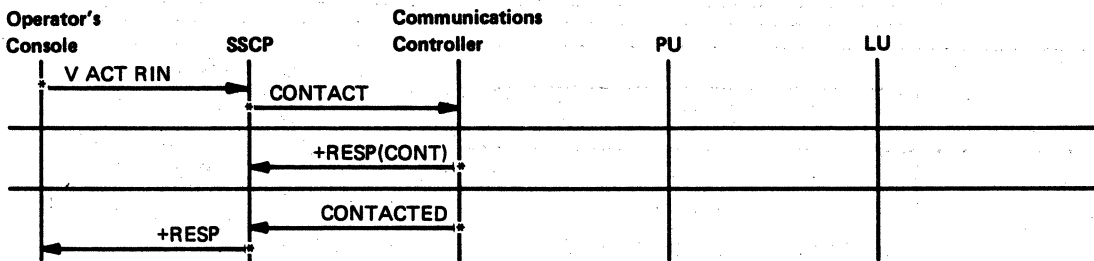 Operator's Console
SSCP
Communications Controller
PU
LU
V ACT RIN
CONTACT
+RESP(CONT)
CONTACTED
+RESP